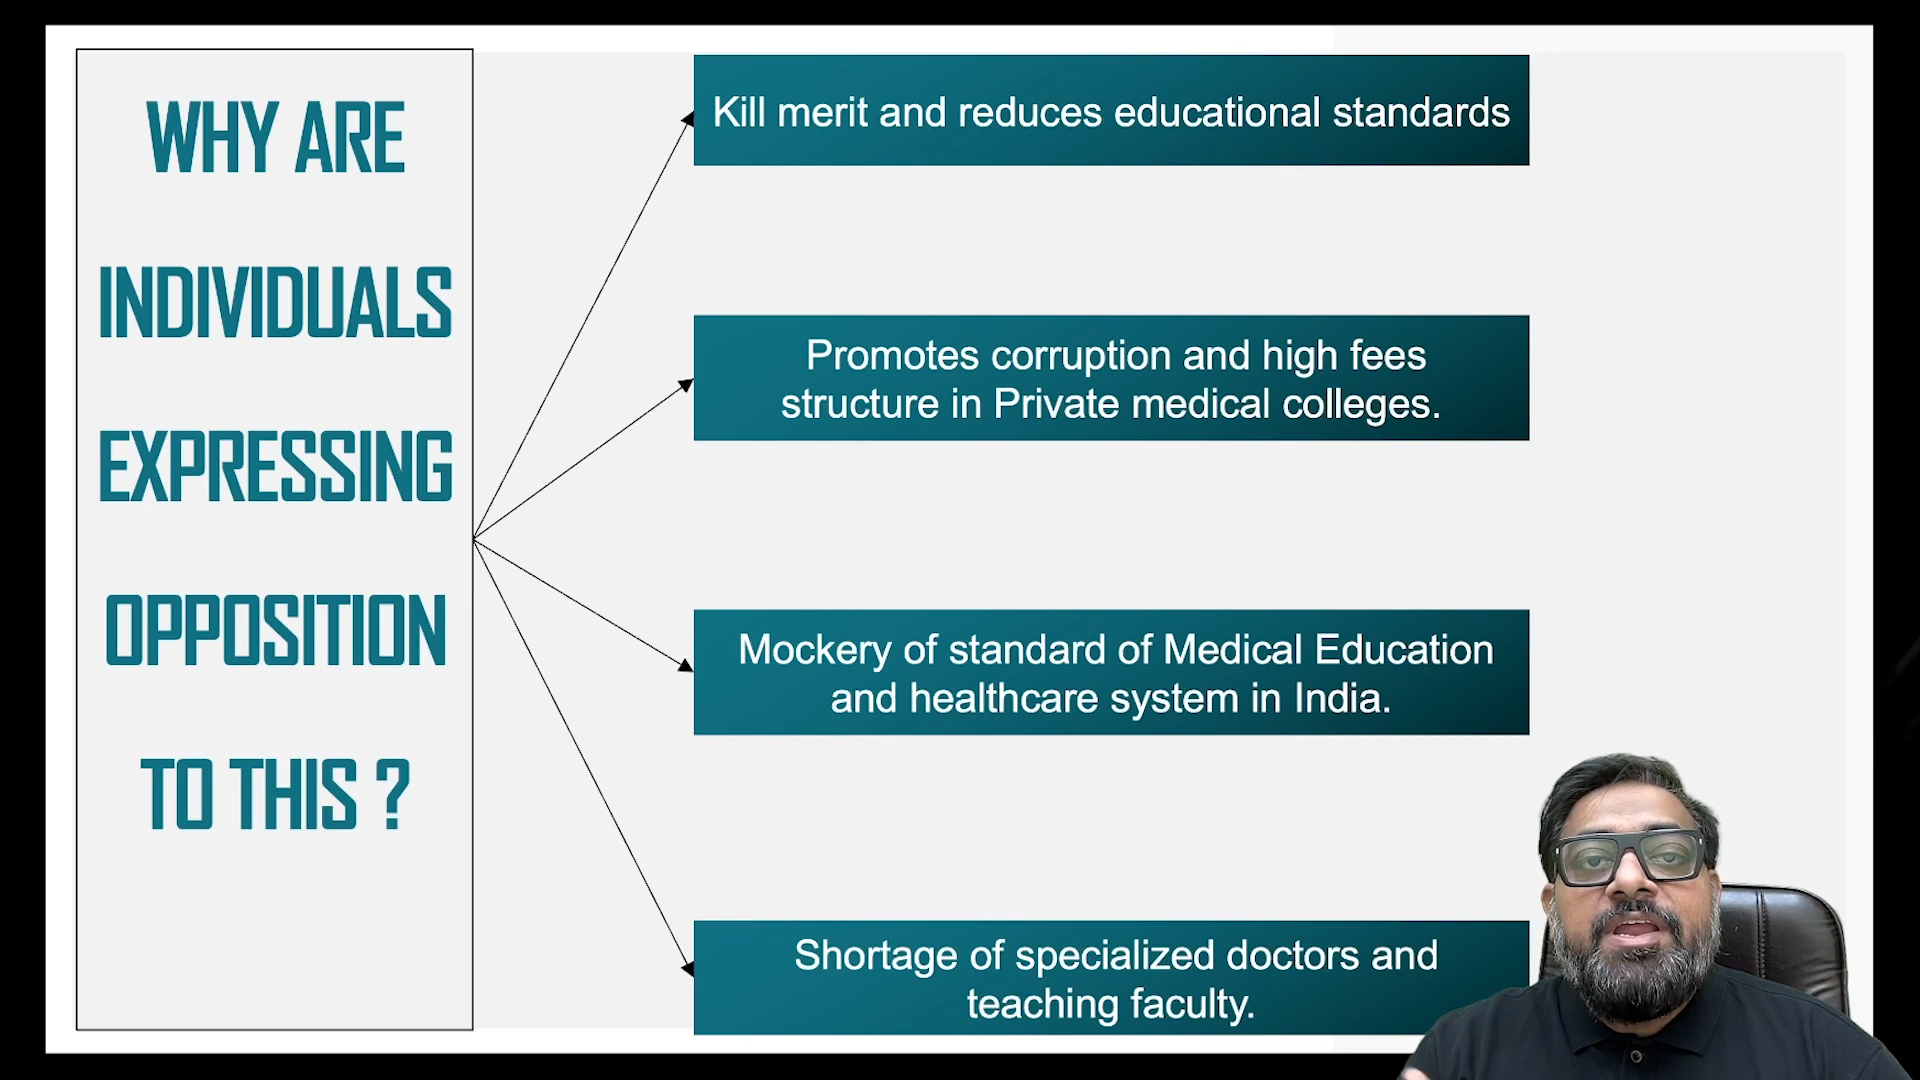 WHY ARE
INDIVIDUALS
EXPRESSING
OPPOSITION
TO THIS ?
Kill merit and reduces educational standards
Promotes corruption and high fees
structure in Private medical colleges.
Mockery of standard of Medical Education
and healthcare system in India.
Shortage of specialized doctors and
teaching faculty.